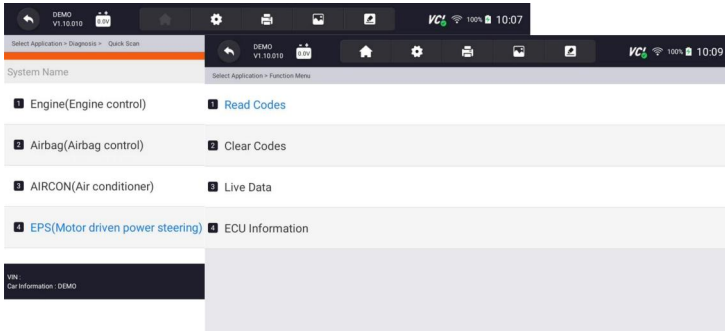 DEMO
V1.10.010
0.0V
VCI 100% 10:07
Select Application > Diagnosis > Quick Scan
System Name
1 Engine(Engine control)
2 Airbag(Airbag control)
3 AIRCON(Air conditioner)
4 EPS(Motor driven power steering)
VIN :
Car Information : DEMO
DEMO
V1.10.010
0.0V
VCI 100% 10:09
Select Application > Function Menu
1 Read Codes
2 Clear Codes
3 Live Data
4 ECU Information